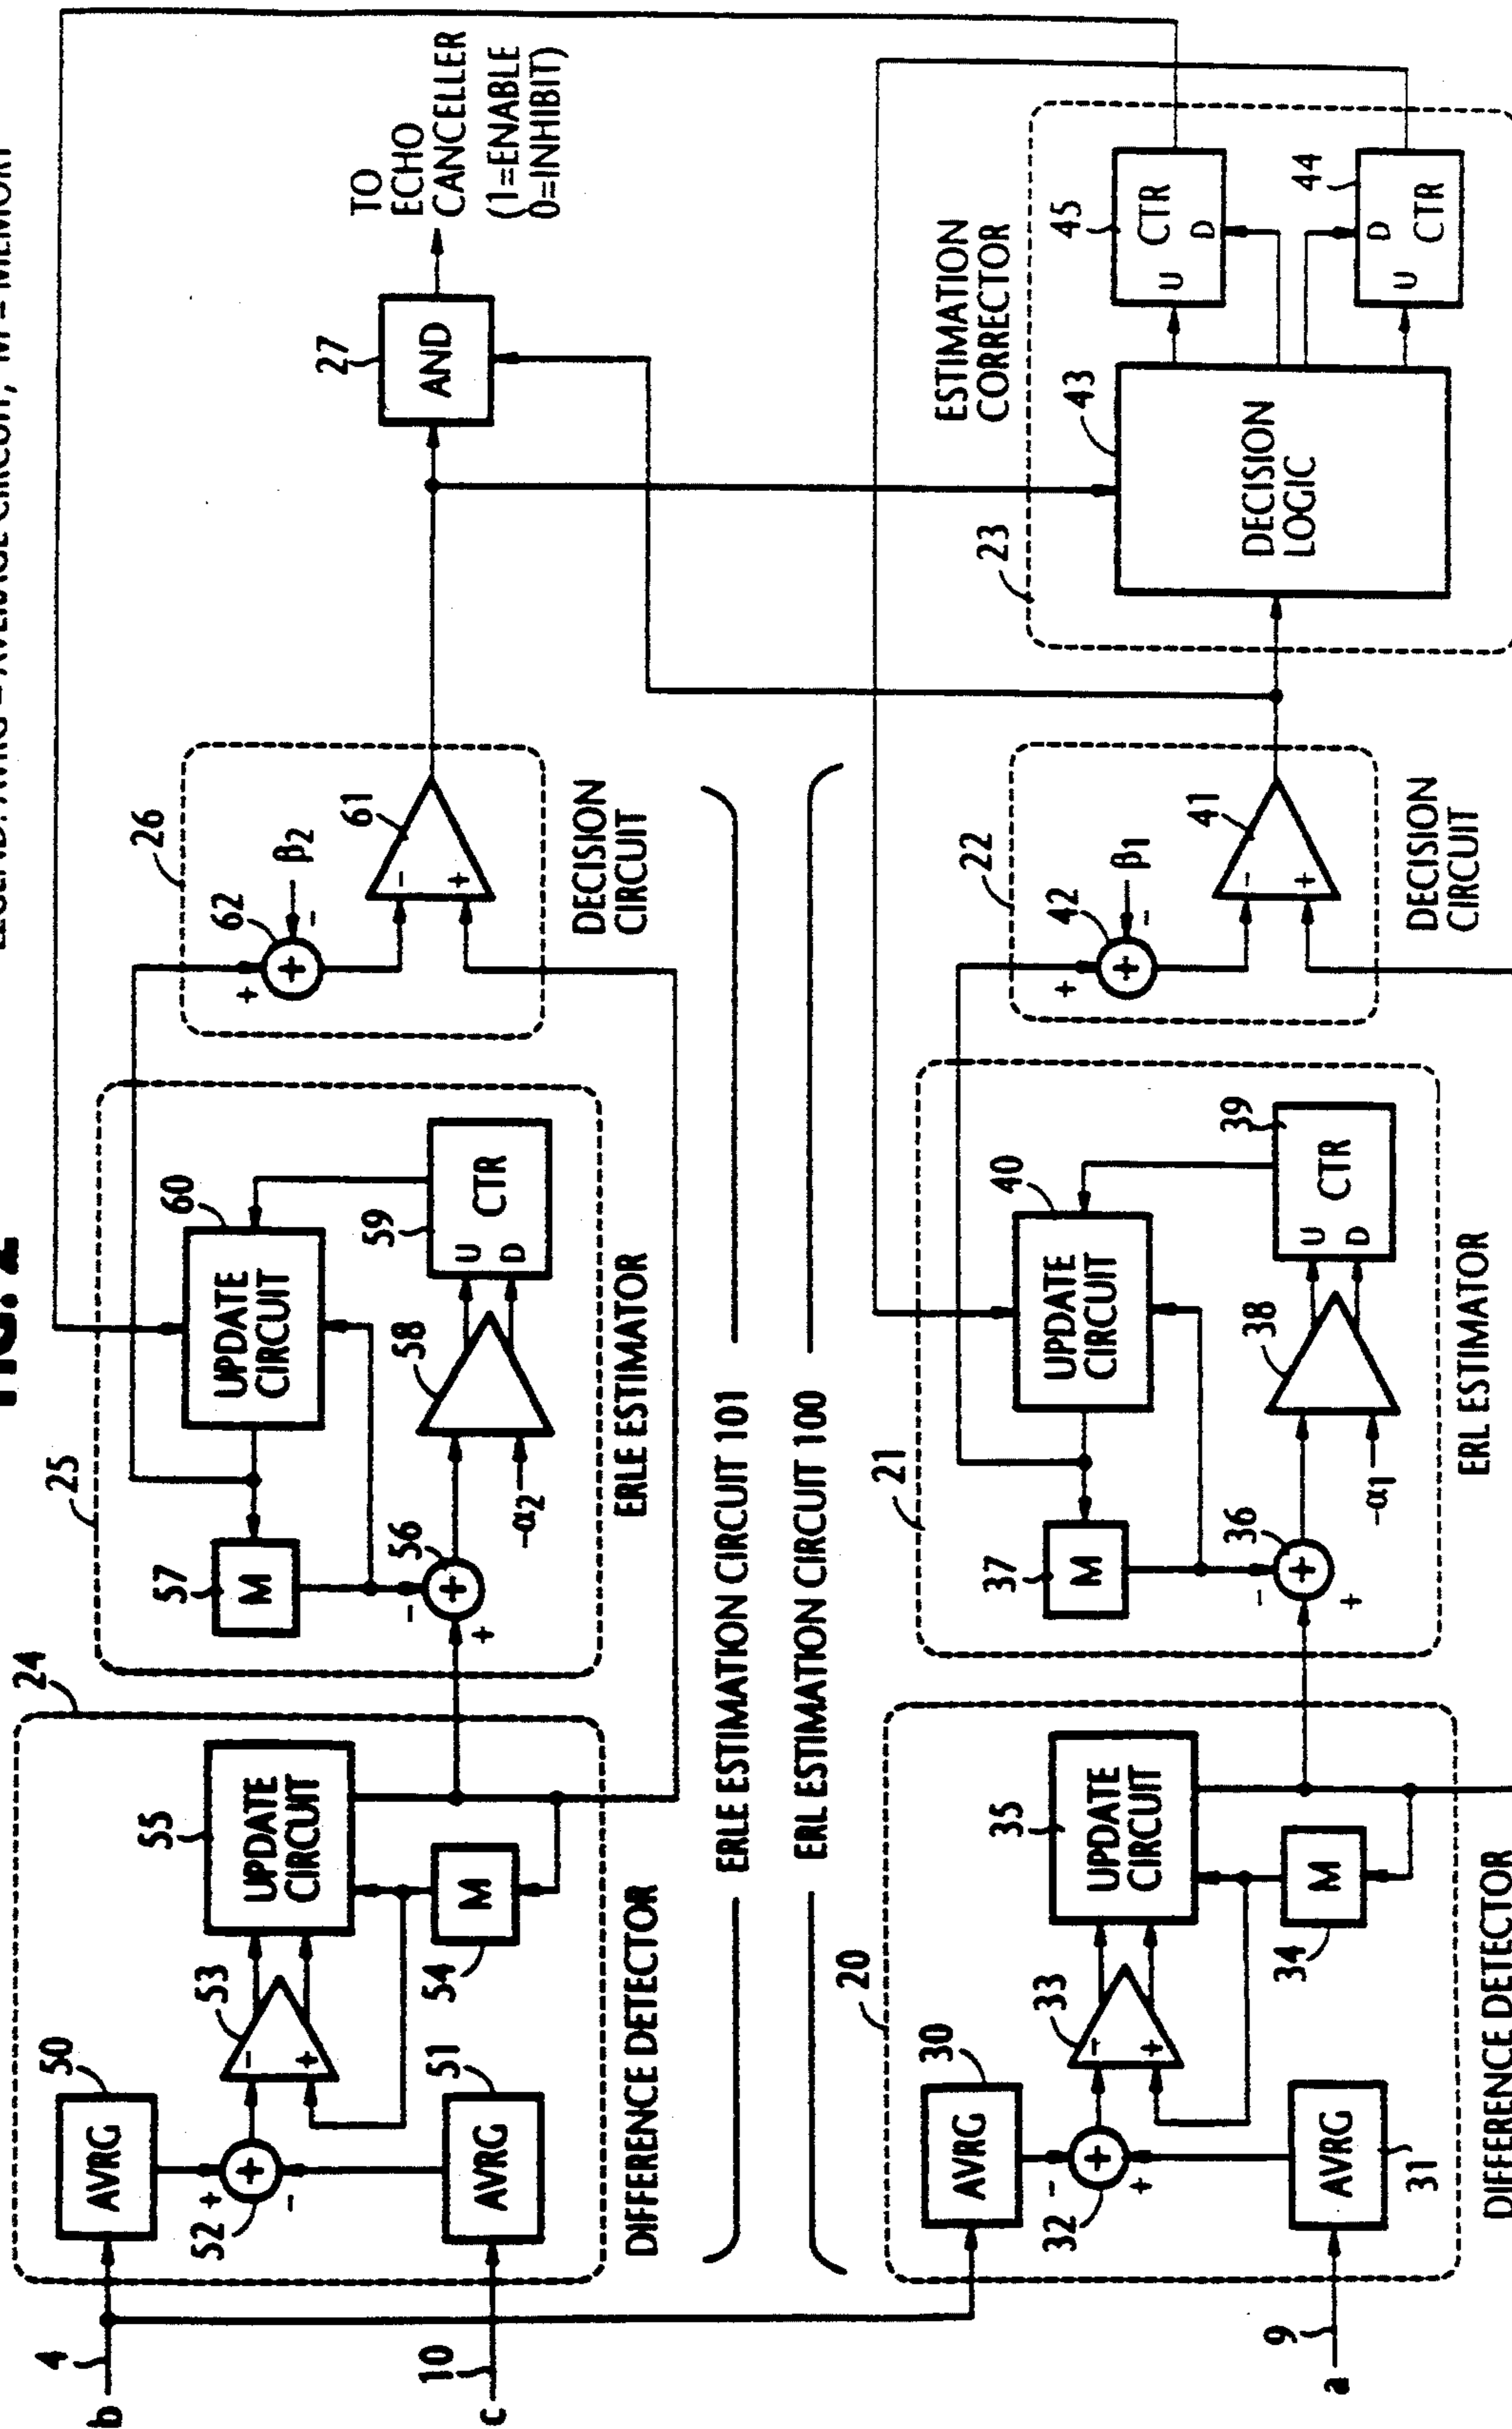 FIG. 2
LEGEND: AVRG = AVERAGE CIRCUIT, M = MEMORY
b
4
c
10
a
9
24
50
AVRG
52
+
+
-
51
AVRG
53
-
+
55
UPDATE
CIRCUIT
54
M
DIFFERENCE DETECTOR
25
57
M
60
UPDATE
CIRCUIT
-
56
+
+
58
-α2
59
U
D
CTR
ERLE ESTIMATOR
26
62
+
+
-
β2
61
-
+
DECISION
CIRCUIT
27
AND
TO
ECHO
CANCELLER
(1=ENABLE
0=INHIBIT)
ERLE ESTIMATION CIRCUIT 101
ERL ESTIMATION CIRCUIT 100
20
30
AVRG
32
-
+
+
AVRG
31
33
-
+
35
UPDATE
CIRCUIT
34
M
DIFFERENCE DETECTOR
21
37
M
40
UPDATE
CIRCUIT
36
-
+
+
38
-α1
39
U
D
CTR
ERL ESTIMATOR
22
42
+
+
-
β1
41
-
+
DECISION
CIRCUIT
23
ESTIMATION
CORRECTOR
43
DECISION
LOGIC
45
CTR
U
D
44
D
U
CTR